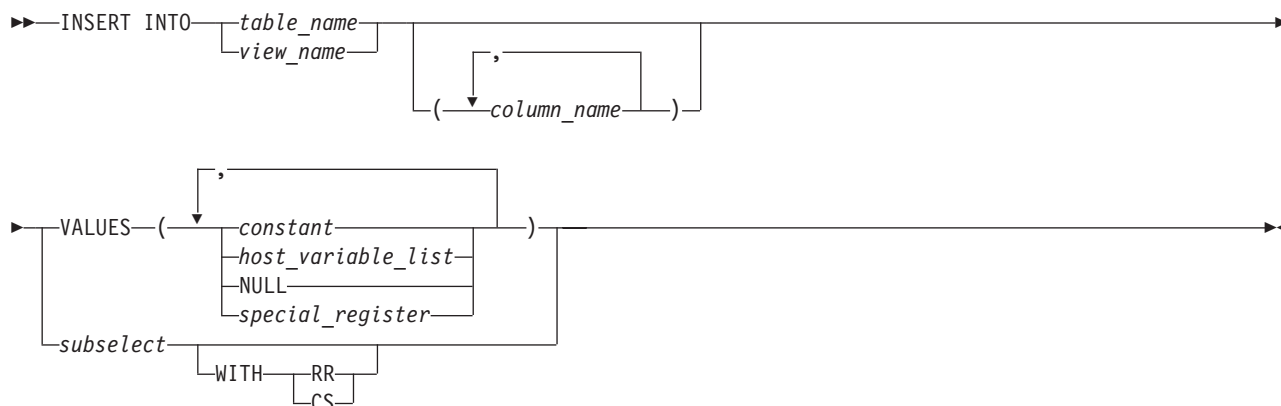 INSERT INTO table_name
view_name
,
( column_name )
,
VALUES ( constant )
host_variable_list
NULL
special_register
subselect
WITH RR
CS